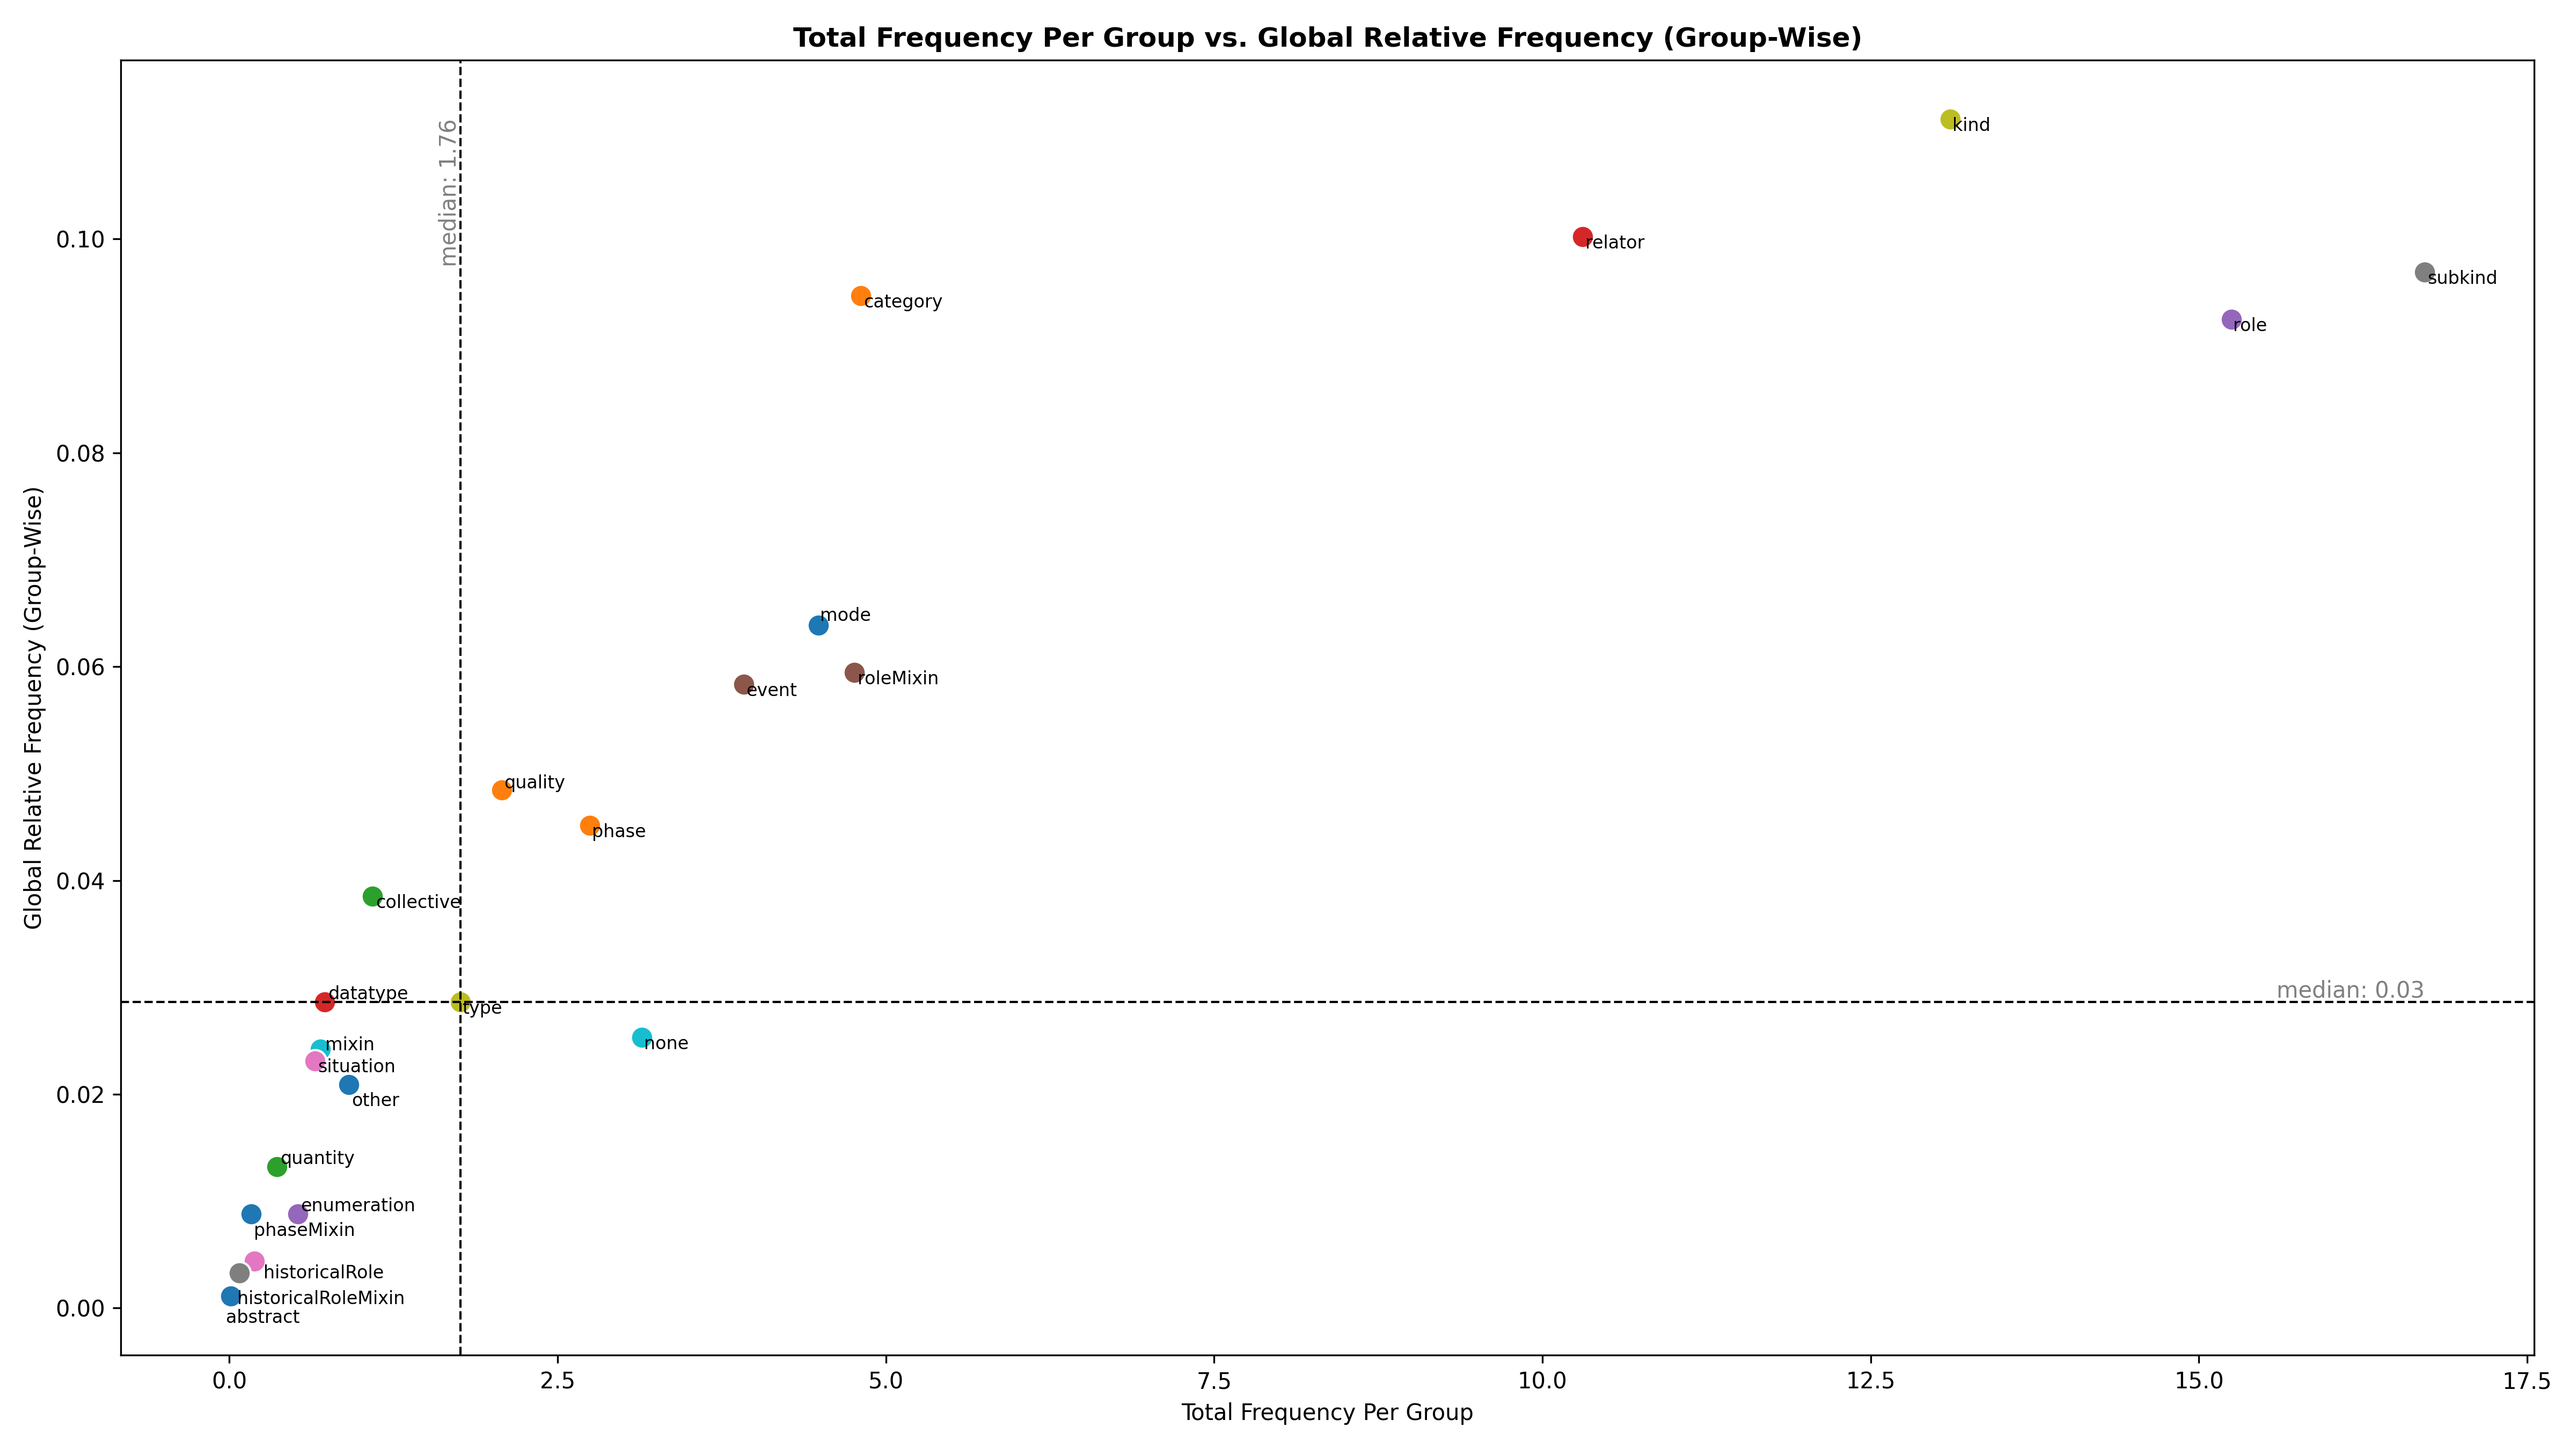 Total Frequency Per Group vs. Global Relative Frequency (Group-Wise)
median: 1.76
kind
relator
subkind
category
role
mode
roleMixin
event
quality
phase
collective
datatype
median: 0.03
type
mixin
none
situation
other
quantity
enumeration
phaseMixin
historicalRole
historicalRoleMixin
abstract
0.10
0.08
0.06
0.04
0.02
0.00
Global Relative Frequency (Group-Wise)
0.0 2.5 5.0 7.5 10.0 12.5 15.0 17.5
Total Frequency Per Group